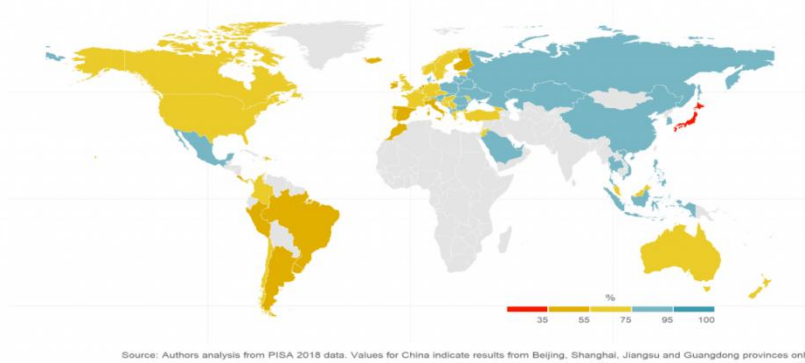 %
35 55 75 95 100
Source: Authors analysis from PISA 2018 data. Values for China indicate results from Beijing, Shanghai, Jiangsu and Guangdong provinces onl